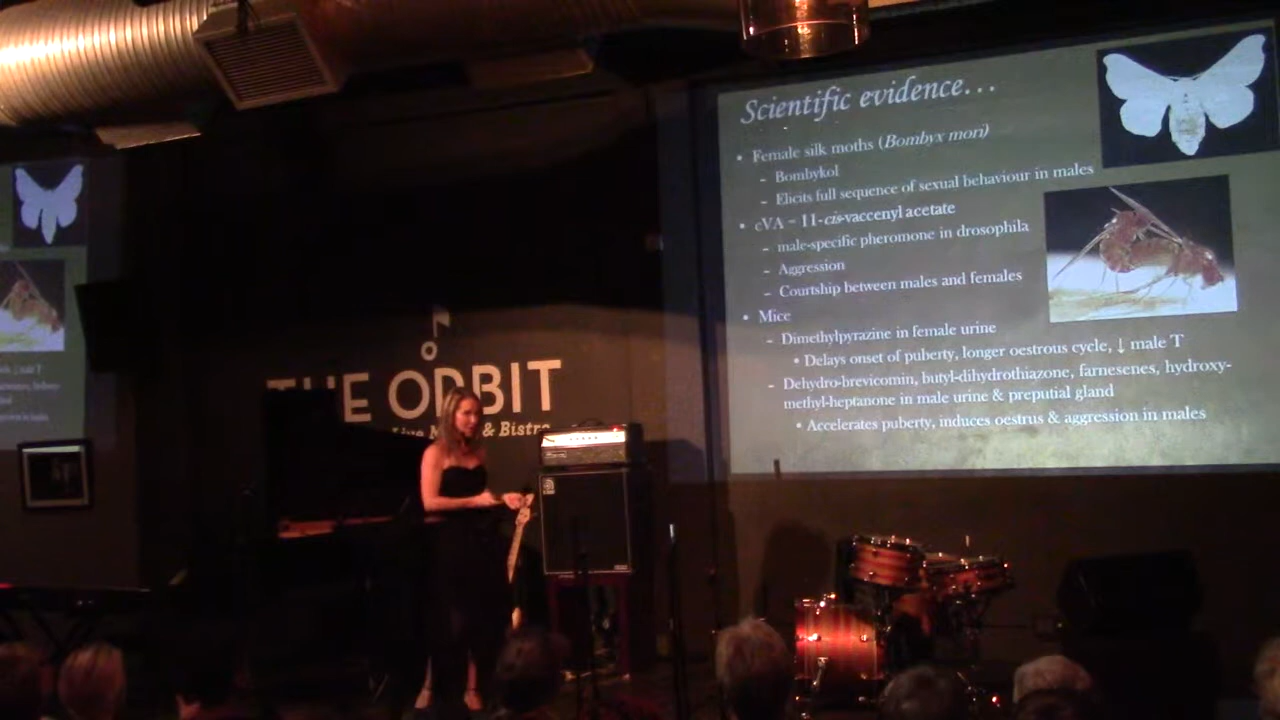 Scientific evidence…
• Female silk moths (Bombyx mori)
– Bombykol
– Elicits full sequence of sexual behaviour in males
• cVA – 11-cis-vaccenyl acetate
– male-specific pheromone in drosophila
– Aggression
– Courtship between males and females
• Mice
– Dimethylpyrazine in female urine
• Delays onset of puberty, longer oestrous cycle, ↓ male T
– Dehydro-brevicomin, butyl-dihydrothiazone, farnesenes, hydroxy-
methyl-heptanone in male urine & preputial gland
• Accelerates puberty, induces oestrus & aggression in males
THE ORBIT
Live & Bistro
male T